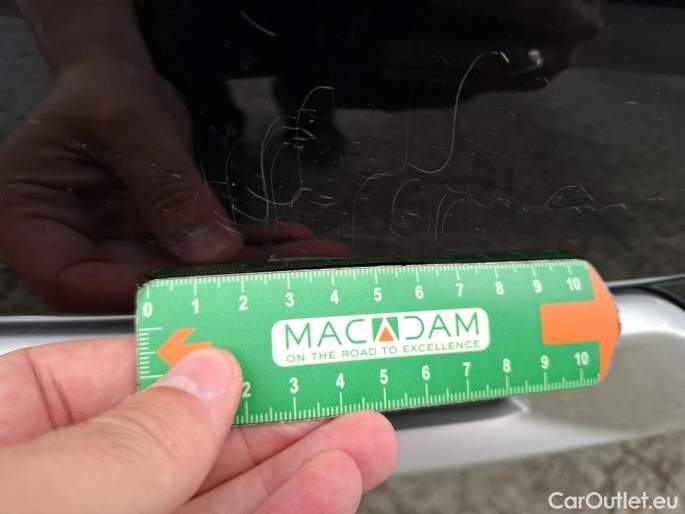 0 1 2 3 4 5 6 7 8 9 10
MACADAM
ON THE ROAD TO EXCELLENCE
2 3 4 5 6 7 8 9 10
CarOutlet.eu